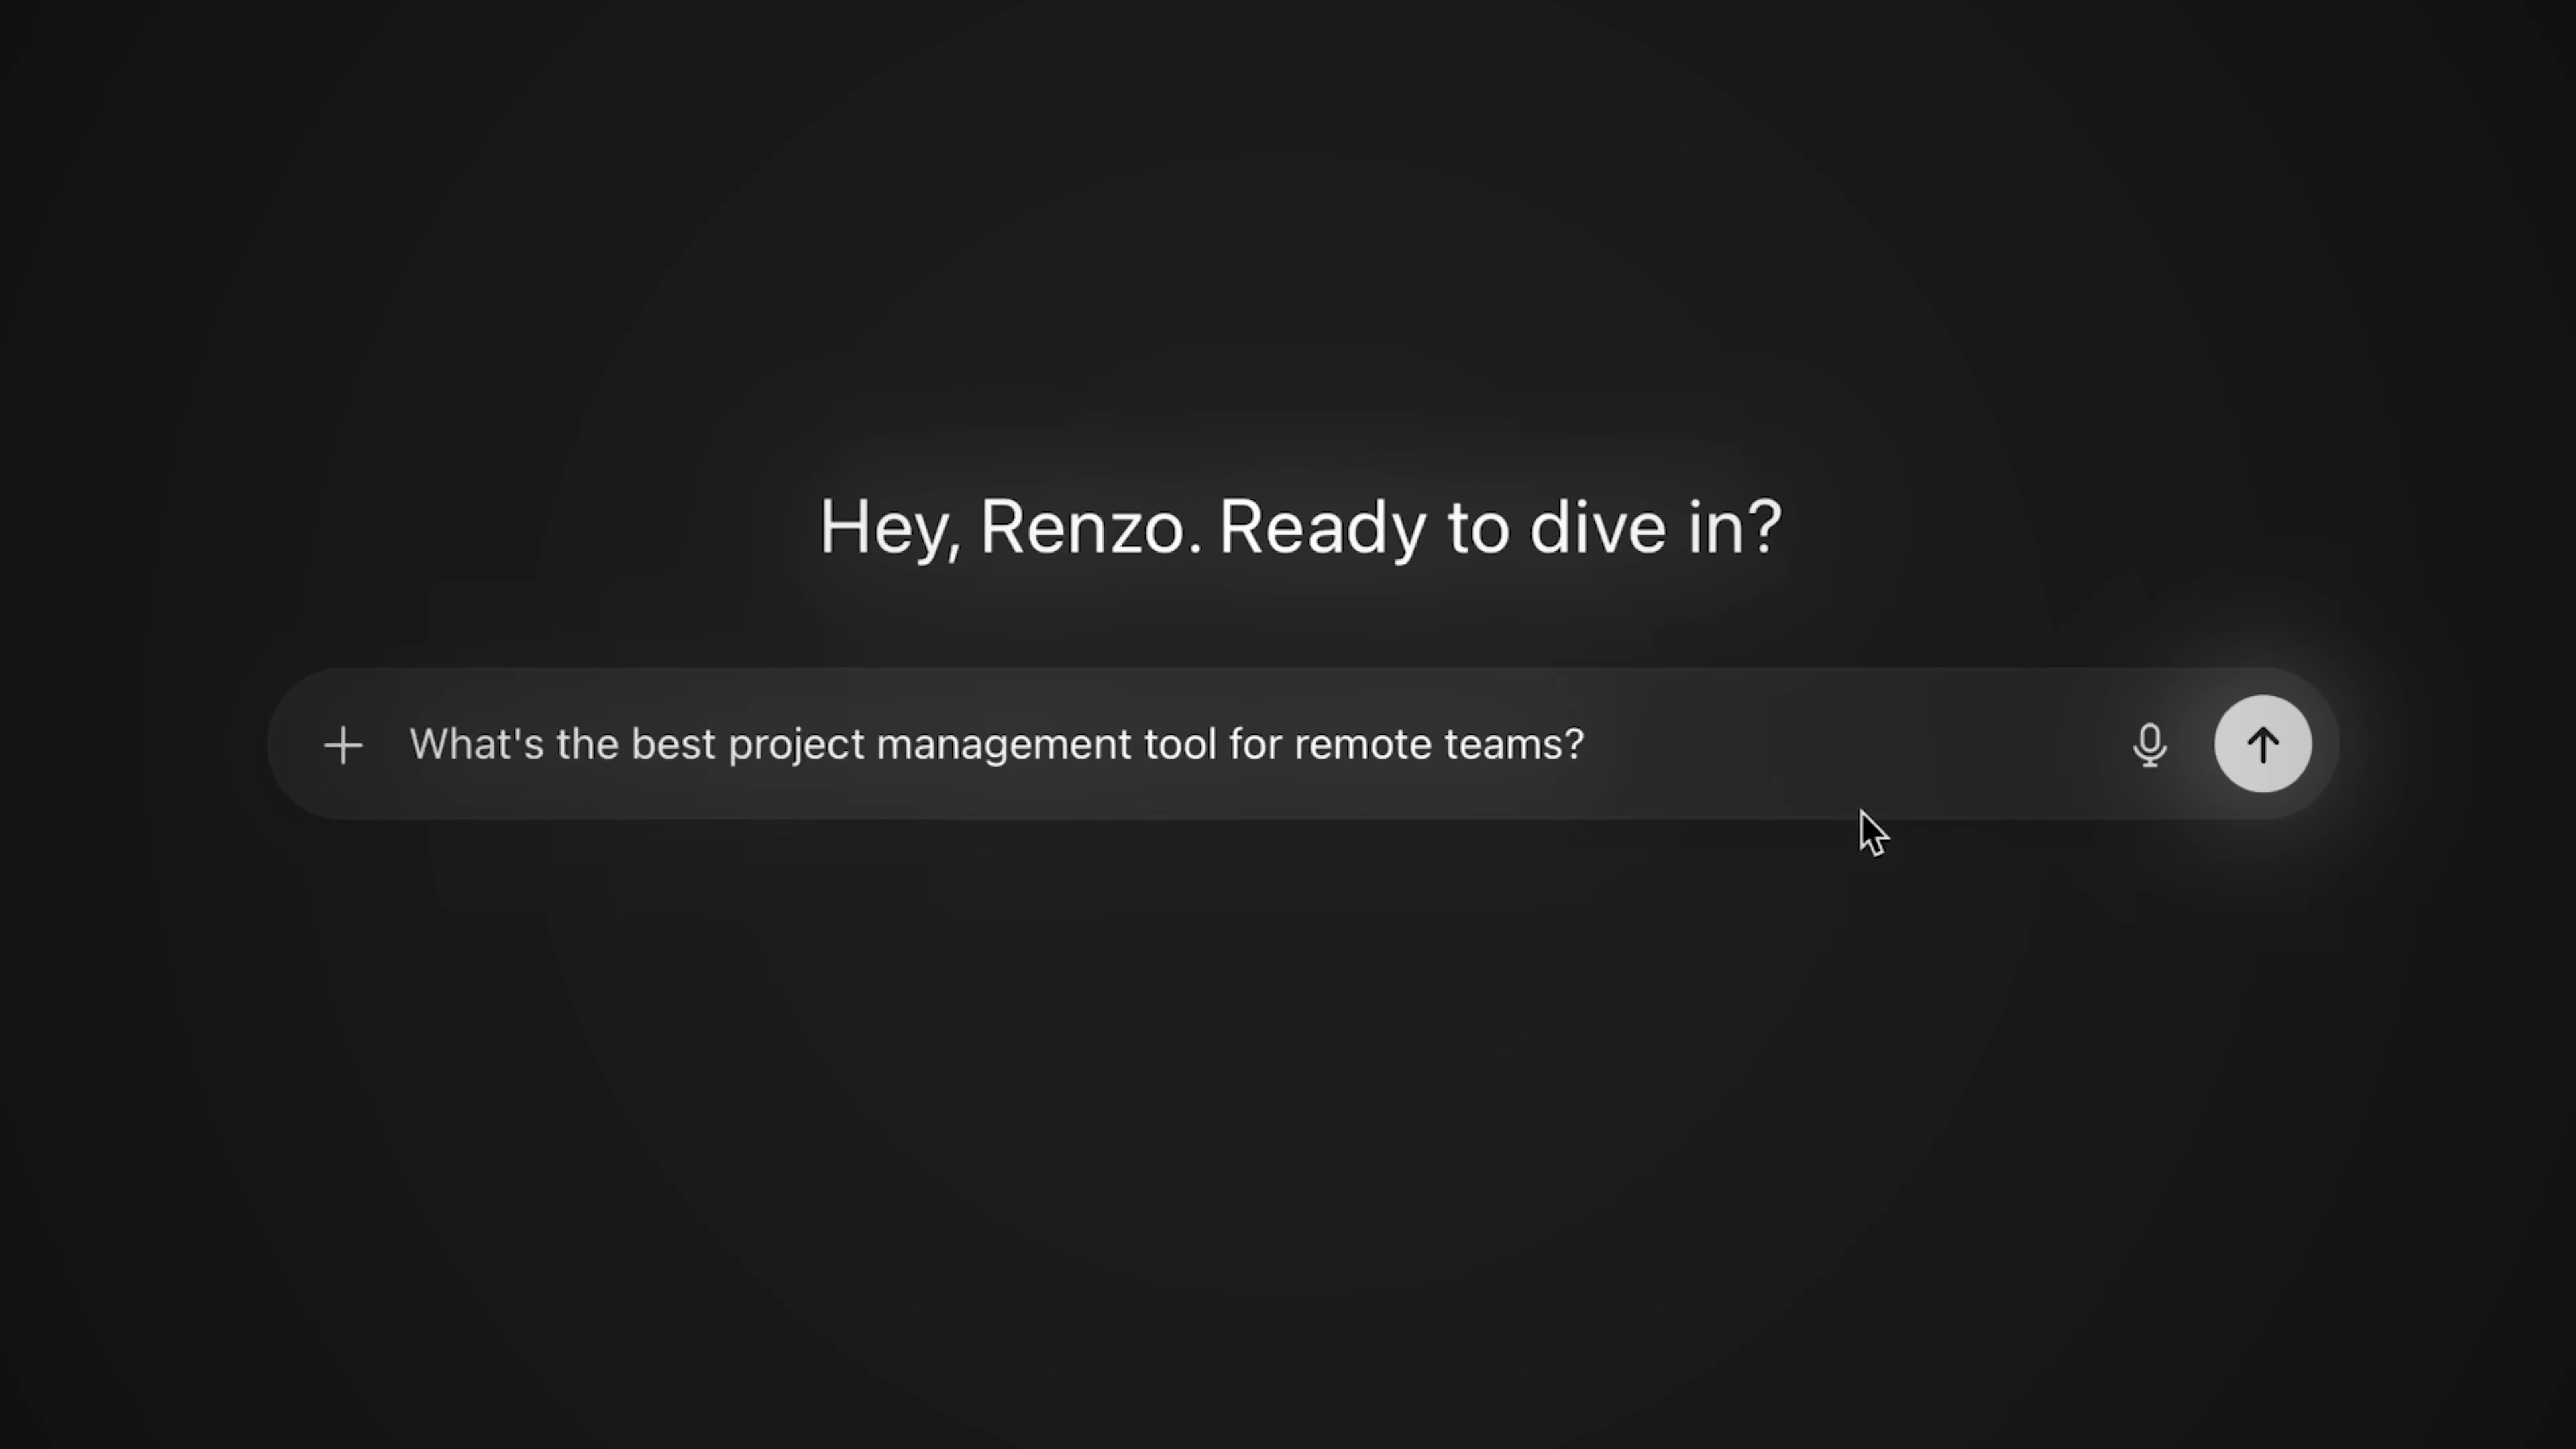 Hey, Renzo. Ready to dive in?
What's the best project management tool for remote teams?